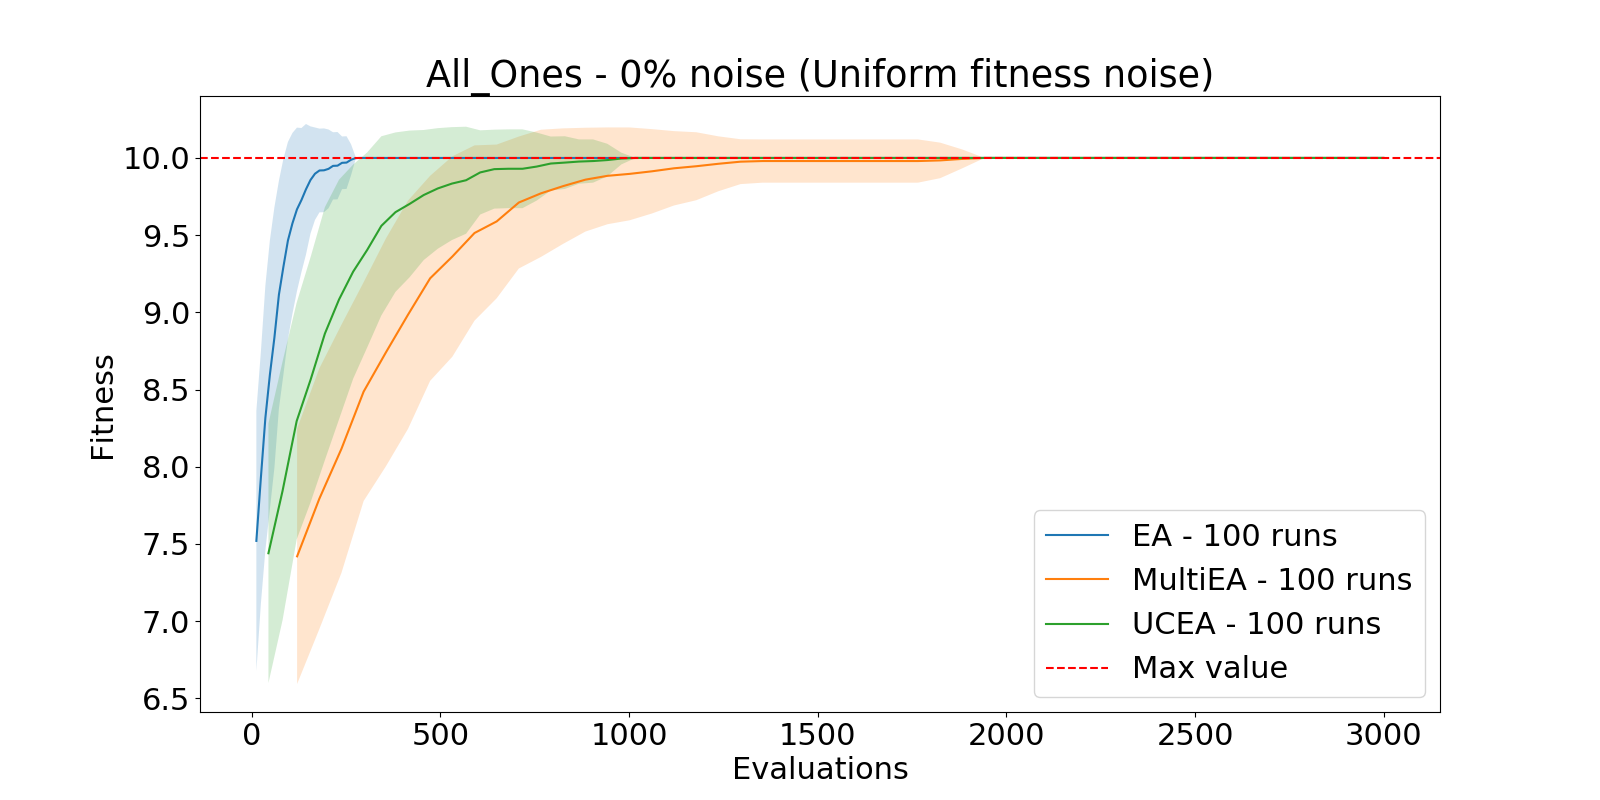 All_Ones - 0% noise (Uniform fitness noise)
10.0
9.5
9.0
8.5
8.0
7.5
7.0
6.5
Fitness
EA - 100 runs
MultiEA - 100 runs
UCEA - 100 runs
Max value
0 500 1000 1500 2000 2500 3000
Evaluations